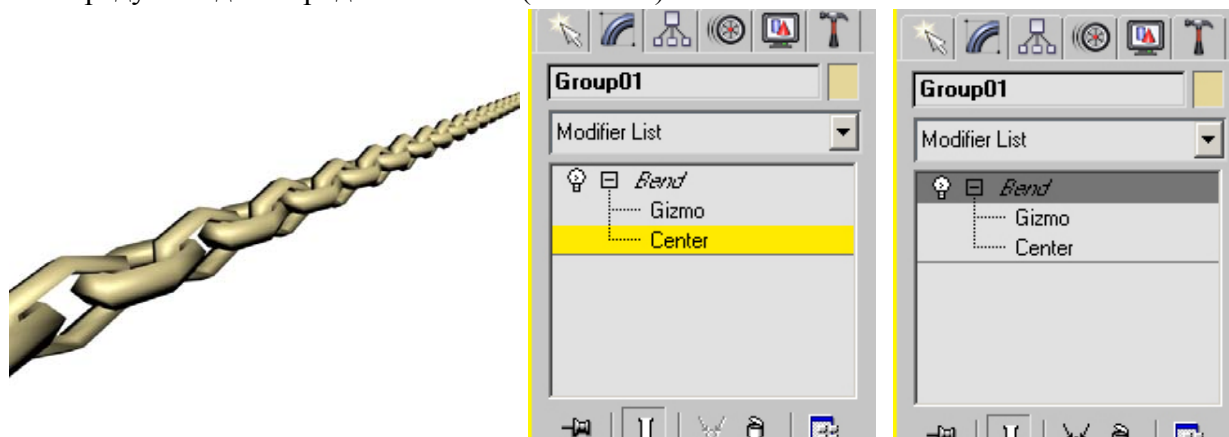 Group01
Modifier List
Bend
Gizmo
Center
Group01
Modifier List
Bend
Gizmo
Center